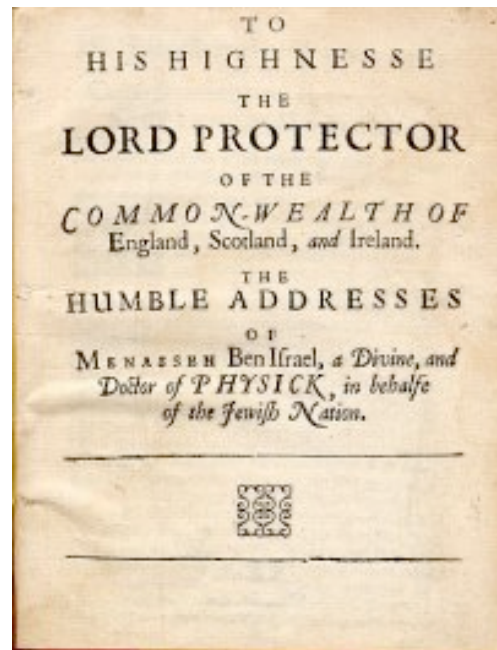 TO
HIS HIGHNESSE
THE
LORD PROTECTOR
OF THE
COMMON-WEALTH OF
England, Scotland, and Ireland.
THE
HUMBLE ADDRESSES
OF
MENASSEH Ben Iſrael, a Divine, and
Doctor of PHYSICK, in behalfe
of the Jewiſh Nation.